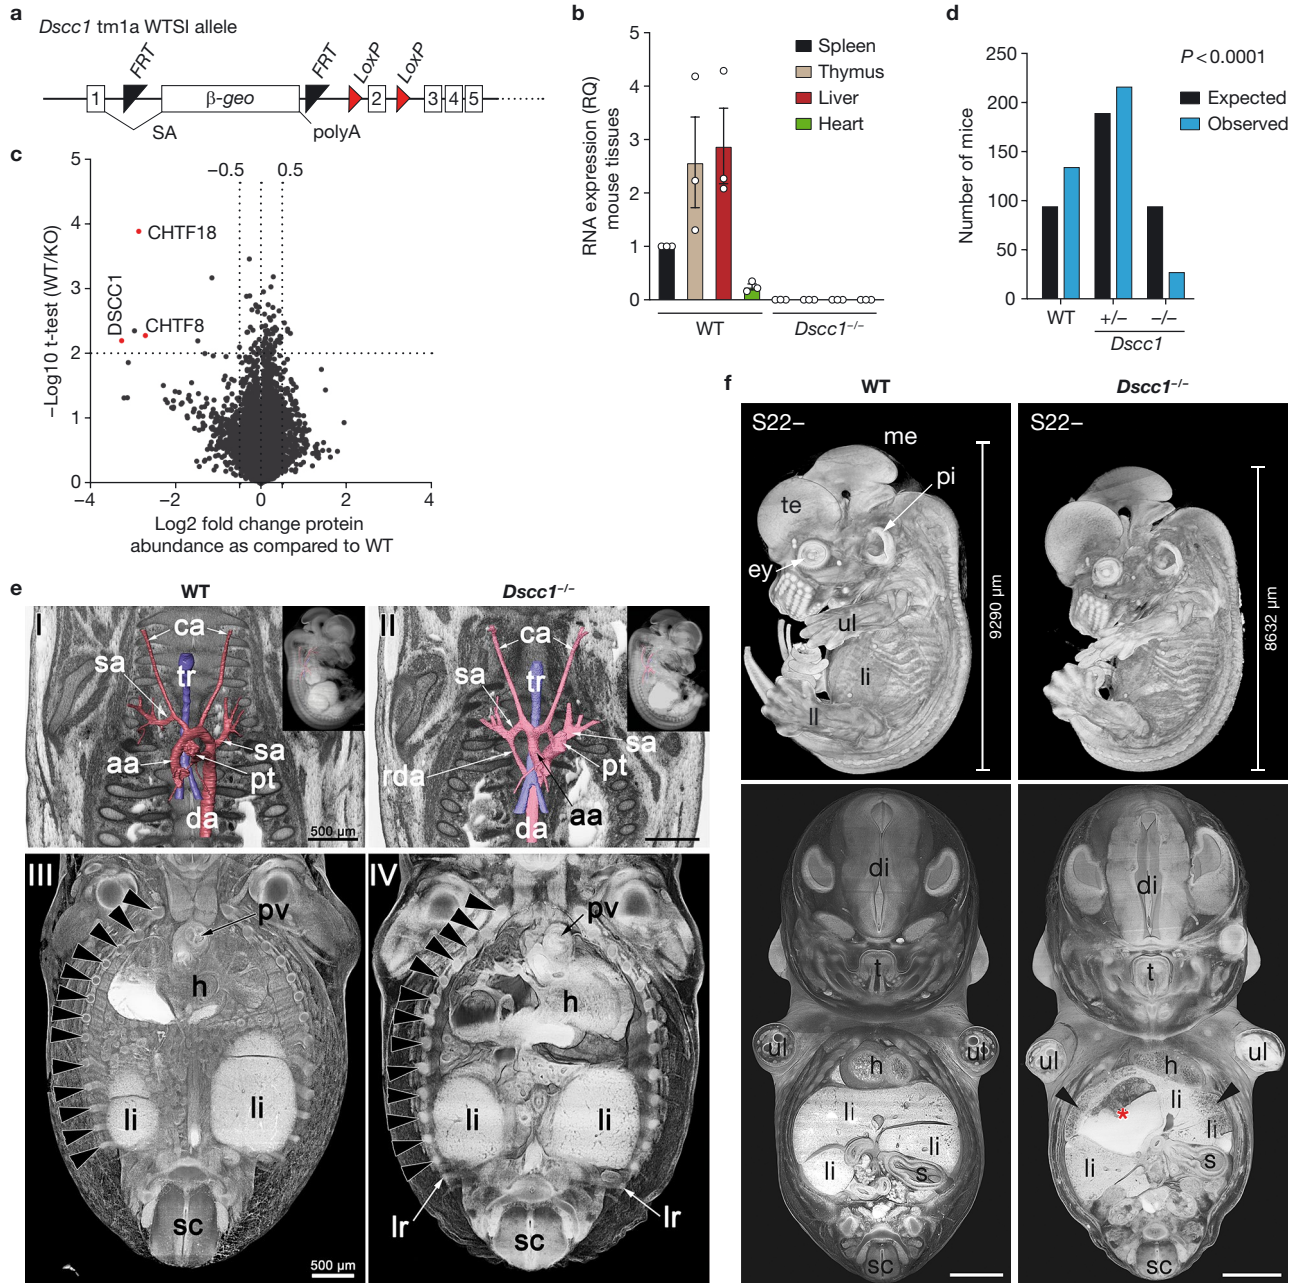 a
Dscc1 tm1a WTSI allele
FRT
FRT
LoxP
LoxP
1
β-geo
2
3
4
5
SA
polyA
b
5
4
3
2
1
0
RNA expression (RQ)
mouse tissues
Spleen
Thymus
Liver
Heart
WT
Dscc1–/–
d
250
200
150
100
50
0
Number of mice
P < 0.0001
Expected
Observed
WT
+/–
–/–
Dscc1
c
5
4
3
2
1
0
–0.5
0.5
CHTF18
DSCC1
CHTF8
–Log10 t-test (WT/KO)
–4
–2
0
2
4
Log2 fold change protein
abundance as compared to WT
e
WT
Dscc1–/–
I
ca
sa
tr
aa
sa
pt
da
500 µm
II
ca
sa
tr
sa
rda
pt
aa
da
III
pv
h
li
li
sc
500 µm
IV
pv
h
li
li
lr
lr
sc
f
WT
Dscc1–/–
S22–
me
te
pi
ey
ul
li
ll
9290 µm
S22–
8632 µm
di
t
ul
ul
h
li
li
li
s
sc
di
t
ul
ul
h
li
*
li
li
s
sc